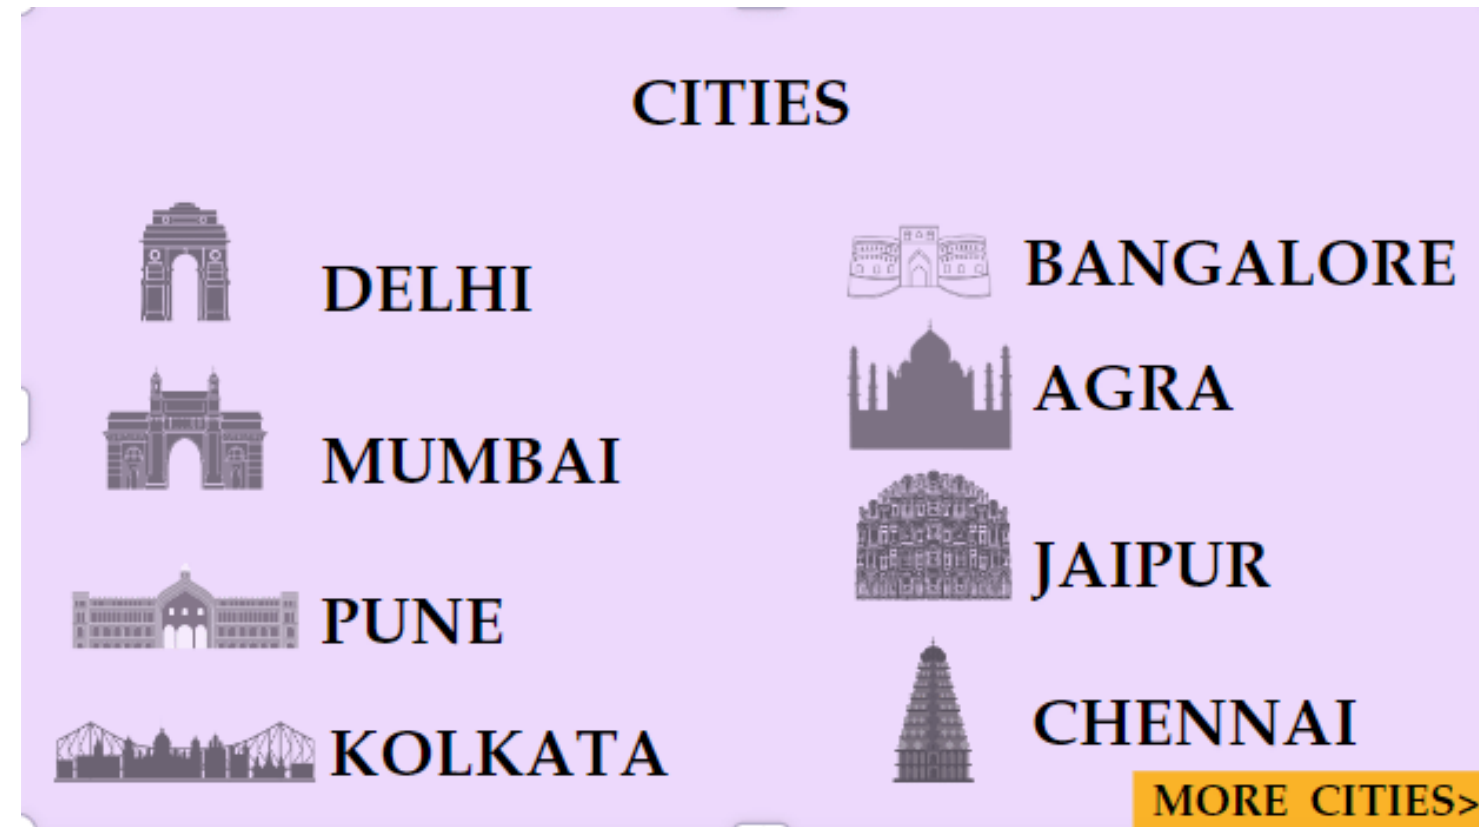 CITIES
DELHI
MUMBAI
PUNE
KOLKATA
BANGALORE
AGRA
JAIPUR
CHENNAI
MORE CITIES>